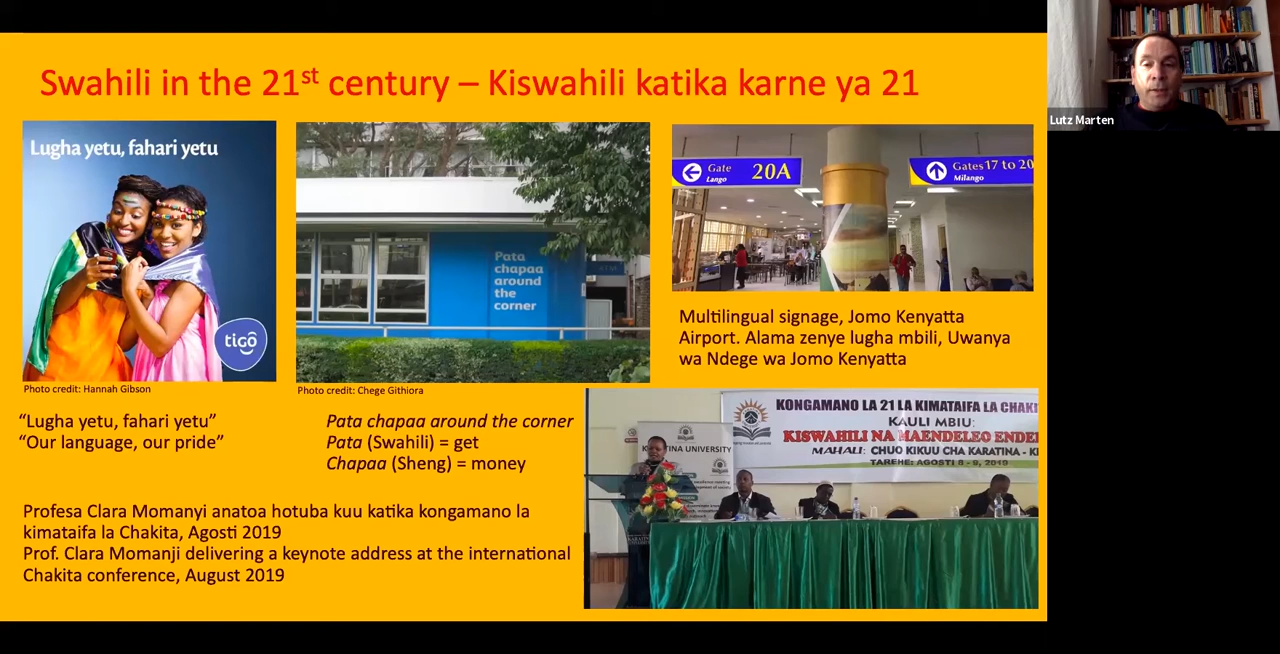 Swahili in the 21st century – Kiswahili katika karne ya 21
Lutz Marten
Lugha yetu, fahari yetu
tigo
Photo credit: Hannah Gibson
Pata
chapaa
around
the
corner
ATM
Photo credit: Chege Githiora
Gate 20A
Lango
Gates 17 to 20
Milango
Multilingual signage, Jomo Kenyatta
Airport. Alama zenye lugha mbili, Uwanya
wa Ndege wa Jomo Kenyatta
“Lugha yetu, fahari yetu”
“Our language, our pride”
Pata chapaa around the corner
Pata (Swahili) = get
Chapaa (Sheng) = money
KONGAMANO LA 21 LA KIMATAIFA LA CHAKI
KAULI MBIU:
KISWAHILI NA MAENDELEO ENDE
MAHALI: CHUO KIKUU CHA KARATINA - K
TAREHE: AGOSTI 8 - 9, 2019
UNIVERSITY
Profesa Clara Momanyi anatoa hotuba kuu katika kongamano la
kimataifa la Chakita, Agosti 2019
Prof. Clara Momanji delivering a keynote address at the international
Chakita conference, August 2019